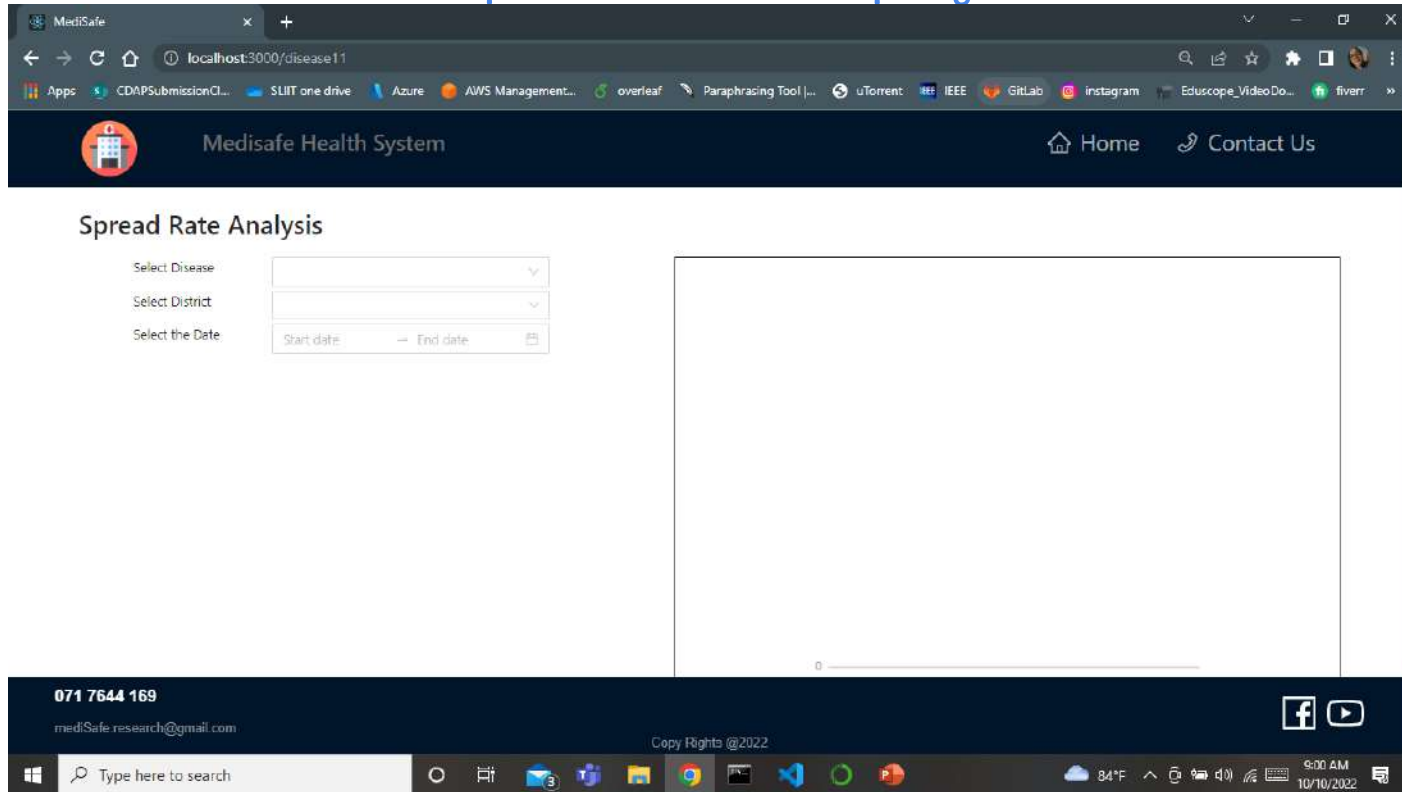 MediSafe
localhost:3000/disease11
Apps CDAPSubmissionCl... SLIIT one drive Azure AWS Management... overleaf Paraphrasing Tool |... uTorrent IEEE GitLab instagram Eduscope_VideoDo... fiverr »
Medisafe Health System Home Contact Us
Spread Rate Analysis
Select Disease
Select District
Select the Date Start date → End date
0
071 7644 169
mediSafe.research@gmail.com
Copy Rights @2022
Type here to search 84°F 9:00 AM
10/10/2022